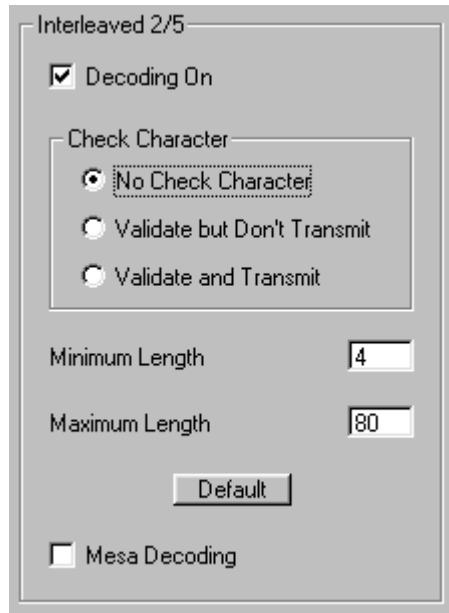 Interleaved 2/5
Decoding On
Check Character
No Check Character
Validate but Don't Transmit
Validate and Transmit
Minimum Length 4
Maximum Length 80
Default
Mesa Decoding